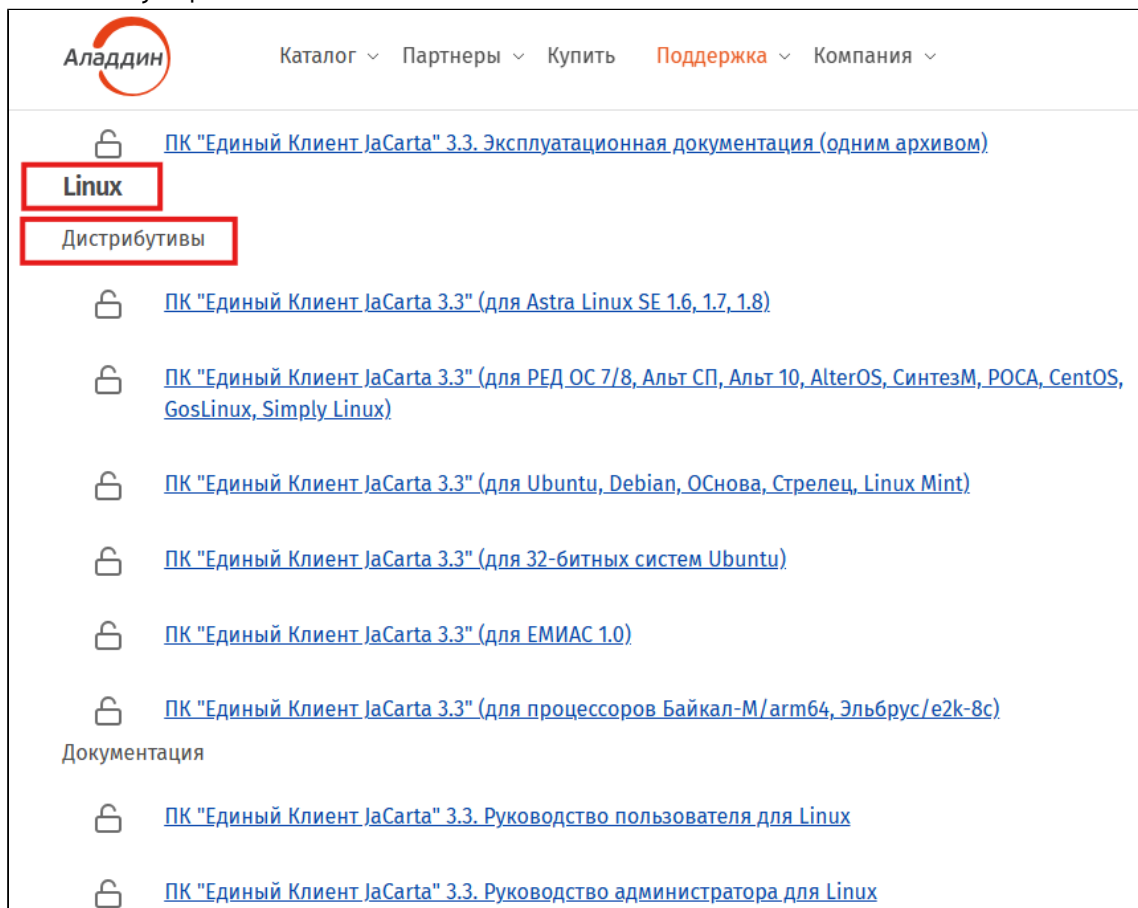 Аладдин
Каталог Партнеры Купить Поддержка Компания
ПК "Единый Клиент JaCarta" 3.3. Эксплуатационная документация (одним архивом)
Linux
Дистрибутивы
ПК "Единый Клиент JaCarta 3.3" (для Astra Linux SE 1.6, 1.7, 1.8)
ПК "Единый Клиент JaCarta 3.3" (для РЕД ОС 7/8, Альт СП, Альт 10, AlterOS, СинтезМ, РОСА, CentOS,
GosLinux, Simply Linux)
ПК "Единый Клиент JaCarta 3.3" (для Ubuntu, Debian, ОСнова, Стрелец, Linux Mint)
ПК "Единый Клиент JaCarta 3.3" (для 32-битных систем Ubuntu)
ПК "Единый Клиент JaCarta 3.3" (для ЕМИАС 1.0)
ПК "Единый Клиент JaCarta 3.3" (для процессоров Байкал-М/arm64, Эльбрус/e2k-8c)
Документация
ПК "Единый Клиент JaCarta" 3.3. Руководство пользователя для Linux
ПК "Единый Клиент JaCarta" 3.3. Руководство администратора для Linux